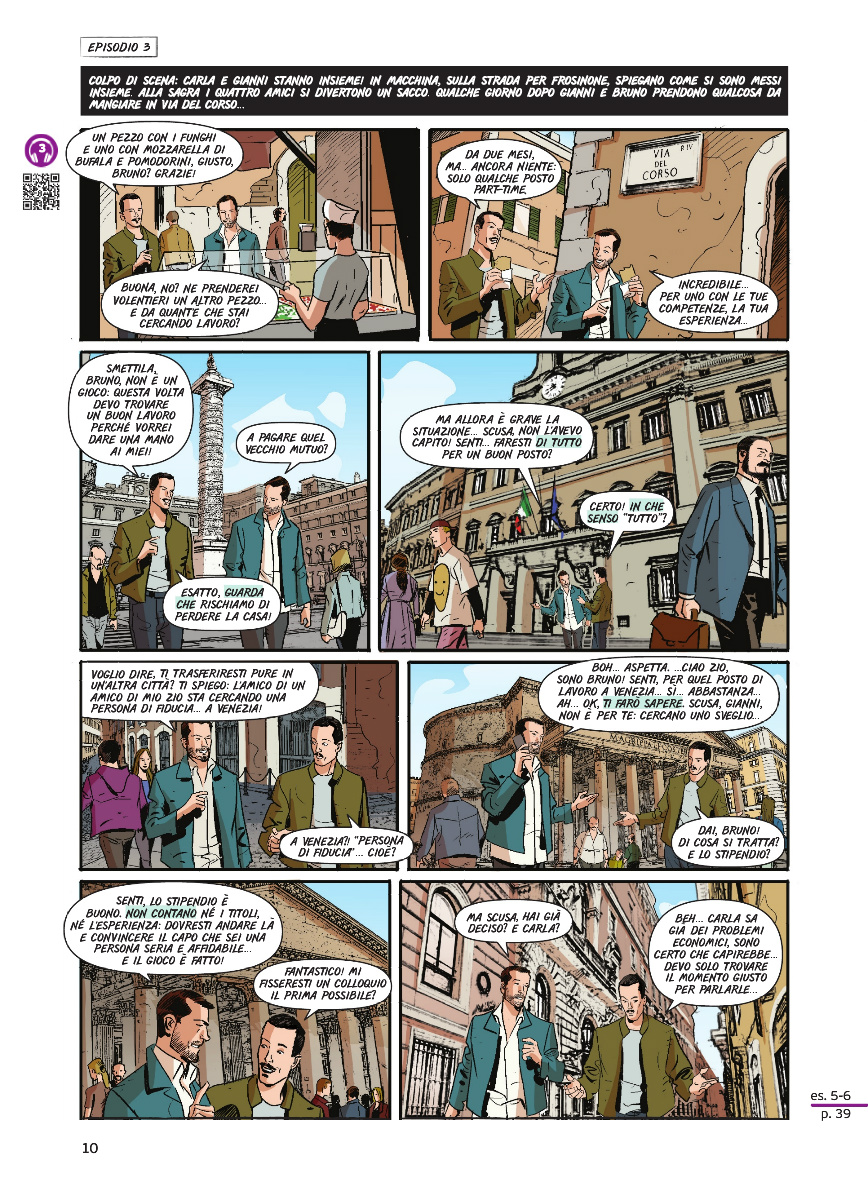 EPISODIO 3
COLPO DI SCENA: CARLA E GIANNI STANNO INSIEME! IN MACCHINA, SULLA STRADA PER FROSINONE, SPIEGANO COME SI SONO MESSI
INSIEME. ALLA SAGRA I QUATTRO AMICI SI DIVERTONO UN SACCO. QUALCHE GIORNO DOPO GIANNI E BRUNO PRENDONO QUALCOSA DA
MANGIARE IN VIA DEL CORSO...
3
UN PEZZO CON I FUNGHI
E UNO CON MOZZARELLA DI
BUFALA E POMODORINI, GIUSTO,
BRUNO? GRAZIE!
BUONA, NO? NE PRENDEREI
VOLENTIERI UN ALTRO PEZZO...
E DA QUANT'È CHE STAI
CERCANDO LAVORO?
DA DUE MESI,
MA... ANCORA NIENTE:
SOLO QUALCHE POSTO
PART-TIME.
R IV
VIA
DEL
CORSO
INCREDIBILE...
PER UNO CON LE TUE
COMPETENZE, LA TUA
ESPERIENZA...
SMETTILA,
BRUNO, NON È UN
GIOCO: QUESTA VOLTA
DEVO TROVARE
UN BUON LAVORO
PERCHÉ VORREI
DARE UNA MANO
AI MIEI!
A PAGARE QUEL
VECCHIO MUTUO?
ESATTO, GUARDA
CHE RISCHIAMO DI
PERDERE LA CASA!
MA ALLORA È GRAVE LA
SITUAZIONE... SCUSA, NON L'AVEVO
CAPITO! SENTI... FARESTI DI TUTTO
PER UN BUON POSTO?
CERTO! IN CHE
SENSO "TUTTO"?
VOGLIO DIRE, TI TRASFERIRESTI PURE IN
UN'ALTRA CITTÀ? TI SPIEGO: L'AMICO DI UN
AMICO DI MIO ZIO STA CERCANDO UNA
PERSONA DI FIDUCIA... A VENEZIA!
A VENEZIA?! "PERSONA
DI FIDUCIA"... CIOÈ?
BOH... ASPETTA. ...CIAO ZIO,
SONO BRUNO! SENTI, PER QUEL POSTO DI
LAVORO A VENEZIA... SÌ... ABBASTANZA...
AH... OK, TI FARÒ SAPERE. SCUSA, GIANNI,
NON È PER TE: CERCANO UNO SVEGLIO...
DAI, BRUNO!
DI COSA SI TRATTA?
E LO STIPENDIO?
SENTI, LO STIPENDIO È
BUONO. NON CONTANO NÉ I TITOLI,
NÉ L'ESPERIENZA: DOVRESTI ANDARE LÀ
E CONVINCERE IL CAPO CHE SEI UNA
PERSONA SERIA E AFFIDABILE...
E IL GIOCO È FATTO!
FANTASTICO! MI
FISSERESTI UN COLLOQUIO
IL PRIMA POSSIBILE?
MA SCUSA, HAI GIÀ
DECISO? E CARLA?
BEH... CARLA SA
GIÀ DEI PROBLEMI
ECONOMICI, SONO
CERTO CHE CAPIREBBE...
DEVO SOLO TROVARE
IL MOMENTO GIUSTO
PER PARLARLE...
es. 5-6
p. 39
10